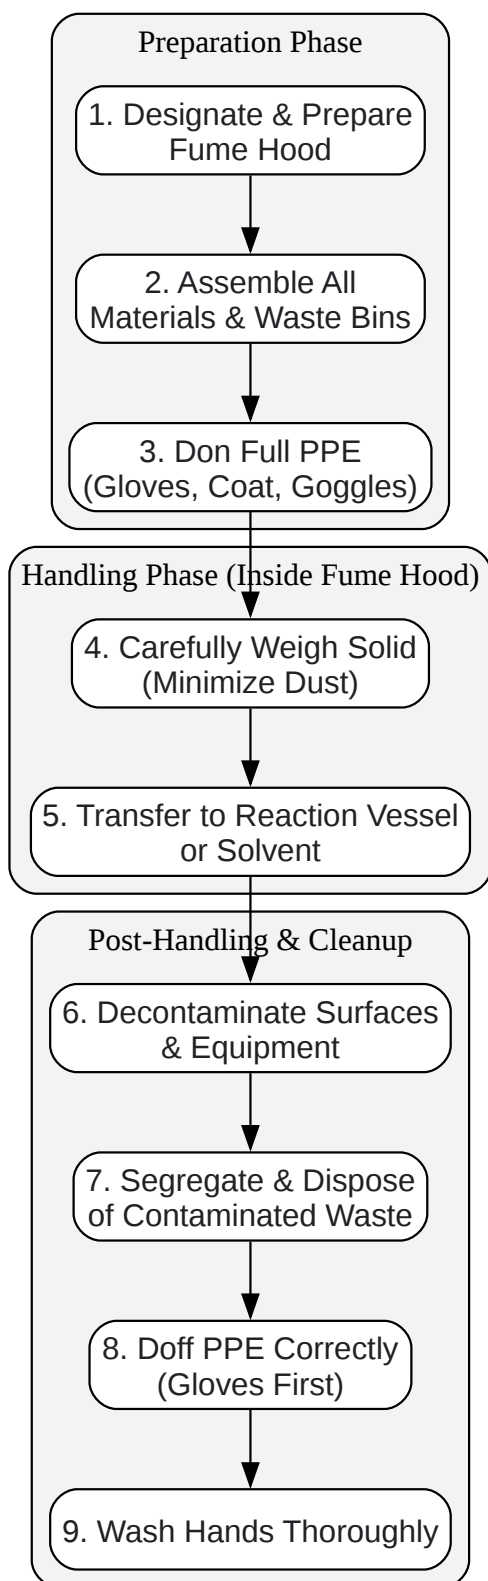 Preparation Phase
1. Designate & Prepare
Fume Hood
2. Assemble All
Materials & Waste Bins
3. Don Full PPE
(Gloves, Coat, Goggles)
Handling Phase (Inside Fume Hood)
4. Carefully Weigh Solid
(Minimize Dust)
5. Transfer to Reaction Vessel
or Solvent
Post-Handling & Cleanup
6. Decontaminate Surfaces
& Equipment
7. Segregate & Dispose
of Contaminated Waste
8. Doff PPE Correctly
(Gloves First)
9. Wash Hands Thoroughly